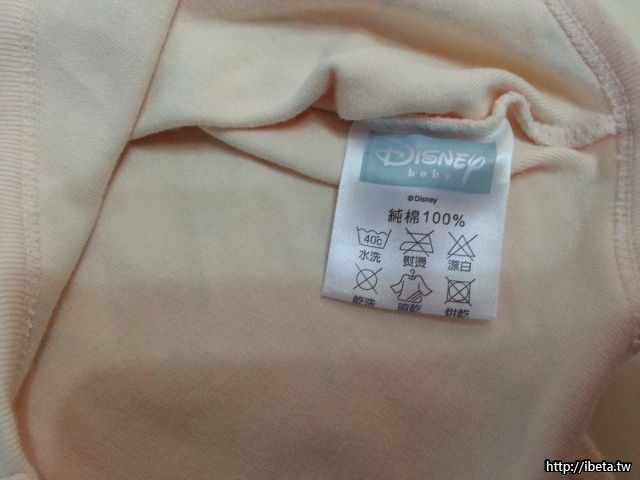 Disney
baby
©Disney
純棉100%
40℃
水洗 熨燙 漂白
乾洗 晾乾 烘乾
http://ibeta.tw